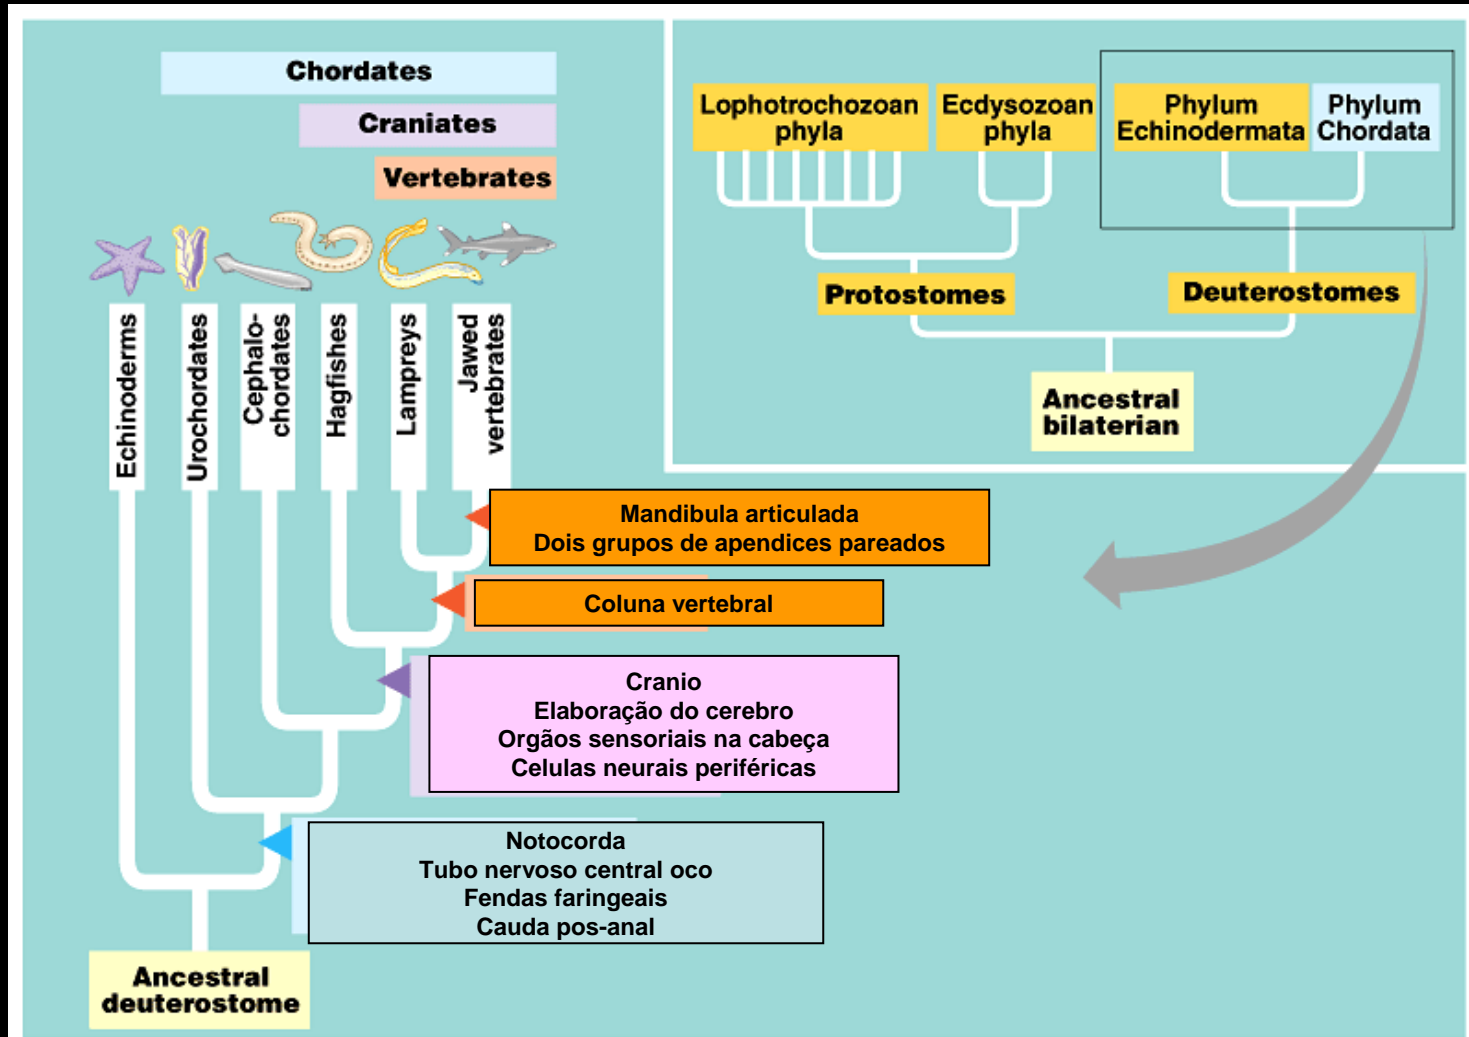 Chordates
Craniates
Vertebrates
Echinoderms
Urochordates
Cephalo-
chordates
Hagfishes
Lampreys
Jawed
vertebrates
Mandibula articulada
Dois grupos de apendices pareados
Coluna vertebral
Cranio
Elaboração do cerebro
Orgãos sensoriais na cabeça
Celulas neurais periféricas
Notocorda
Tubo nervoso central oco
Fendas faringeais
Cauda pos-anal
Ancestral
deuterostome
Lophotrochozoan
phyla
Ecdysozoan
phyla
Phylum
Echinodermata
Phylum
Chordata
Protostomes
Deuterostomes
Ancestral
bilaterian